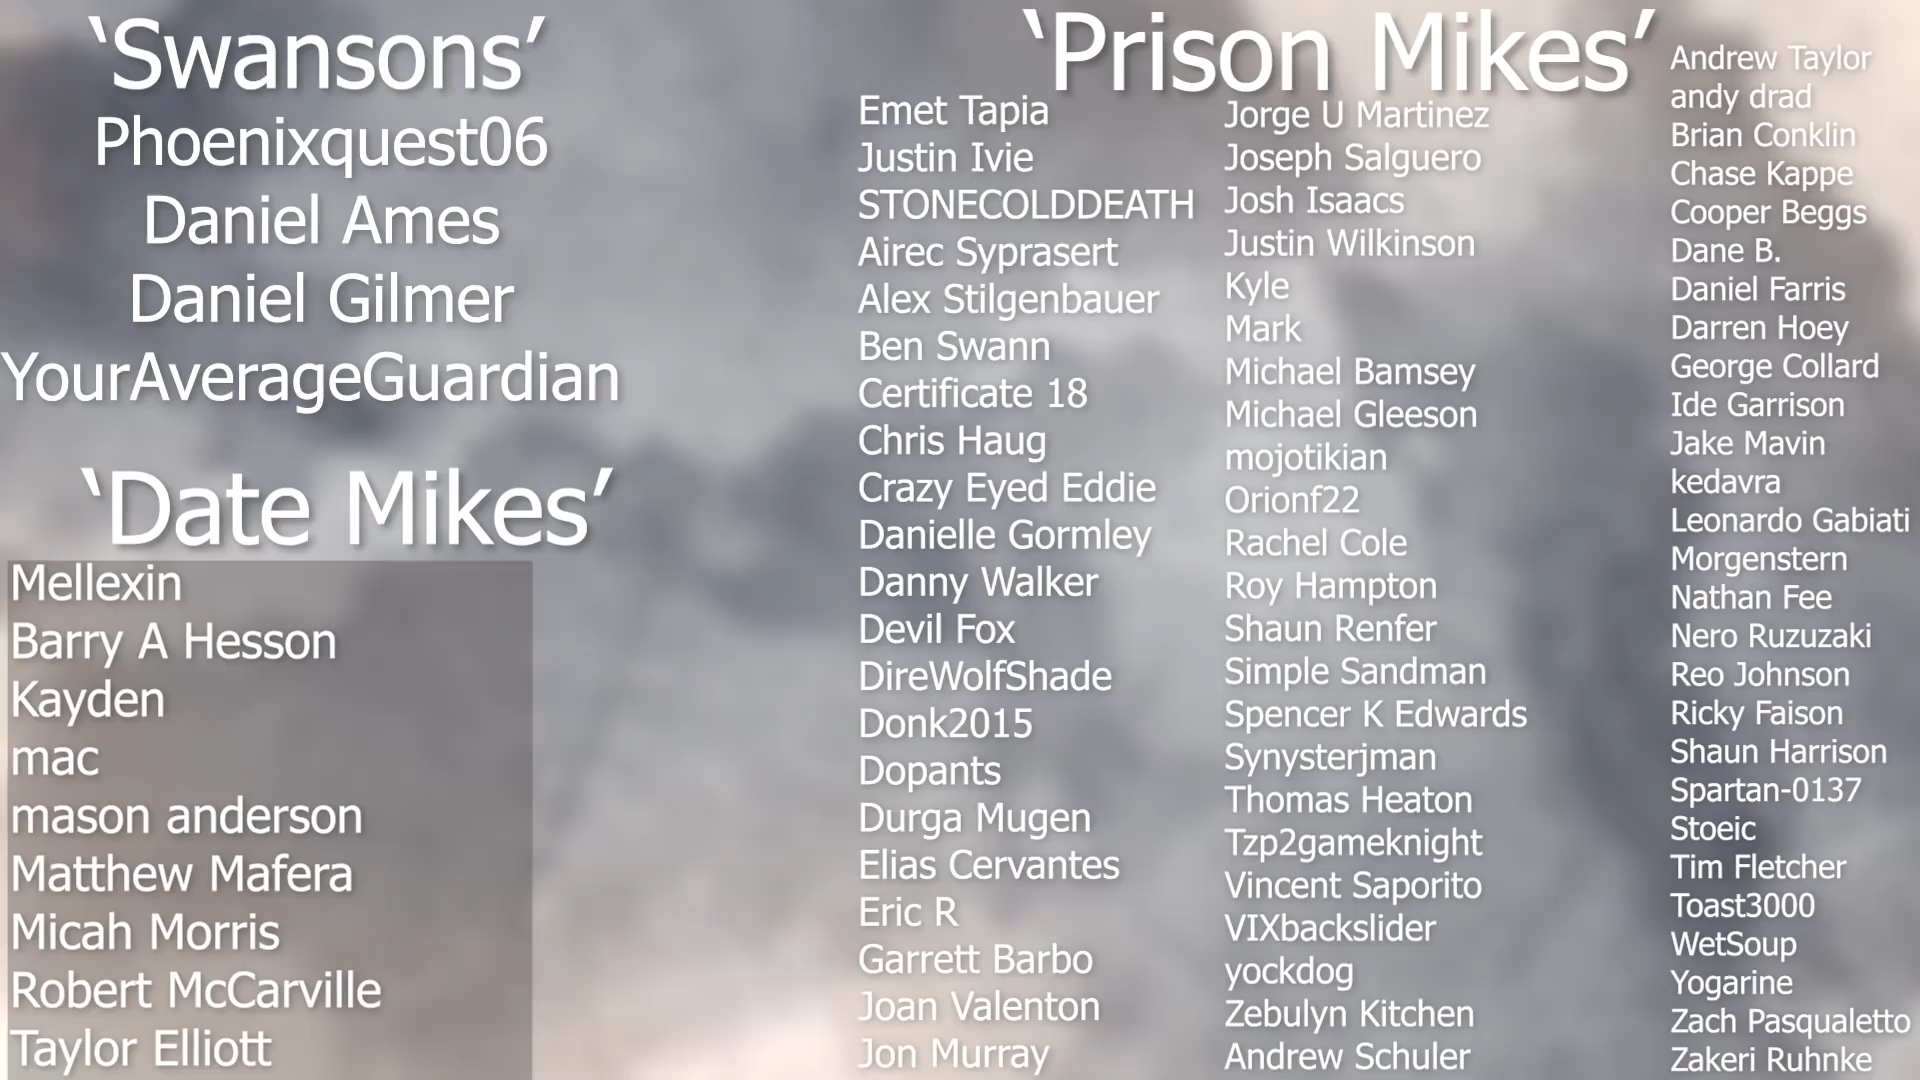 ‘Swansons’
Phoenixquest06
Daniel Ames
Daniel Gilmer
YourAverageGuardian
‘Date Mikes’
Mellexin
Barry A Hesson
Kayden
mac
mason anderson
Matthew Mafera
Micah Morris
Robert McCarville
Taylor Elliott
‘Prison Mikes’
Emet Tapia
Justin Ivie
STONECOLDDEATH
Airec Syprasert
Alex Stilgenbauer
Ben Swann
Certificate 18
Chris Haug
Crazy Eyed Eddie
Danielle Gormley
Danny Walker
Devil Fox
DireWolfShade
Donk2015
Dopants
Durga Mugen
Elias Cervantes
Eric R
Garrett Barbo
Joan Valenton
Jon Murray
Jorge U Martinez
Joseph Salguero
Josh Isaacs
Justin Wilkinson
Kyle
Mark
Michael Bamsey
Michael Gleeson
mojotikian
Orionf22
Rachel Cole
Roy Hampton
Shaun Renfer
Simple Sandman
Spencer K Edwards
Synysterjman
Thomas Heaton
Tzp2gameknight
Vincent Saporito
VIXbackslider
yockdog
Zebulyn Kitchen
Andrew Schuler
Andrew Taylor
andy drad
Brian Conklin
Chase Kappe
Cooper Beggs
Dane B.
Daniel Farris
Darren Hoey
George Collard
Ide Garrison
Jake Mavin
kedavra
Leonardo Gabiati
Morgenstern
Nathan Fee
Nero Ruzuzaki
Reo Johnson
Ricky Faison
Shaun Harrison
Spartan-0137
Stoeic
Tim Fletcher
Toast3000
WetSoup
Yogarine
Zach Pasqualetto
Zakeri Ruhnke